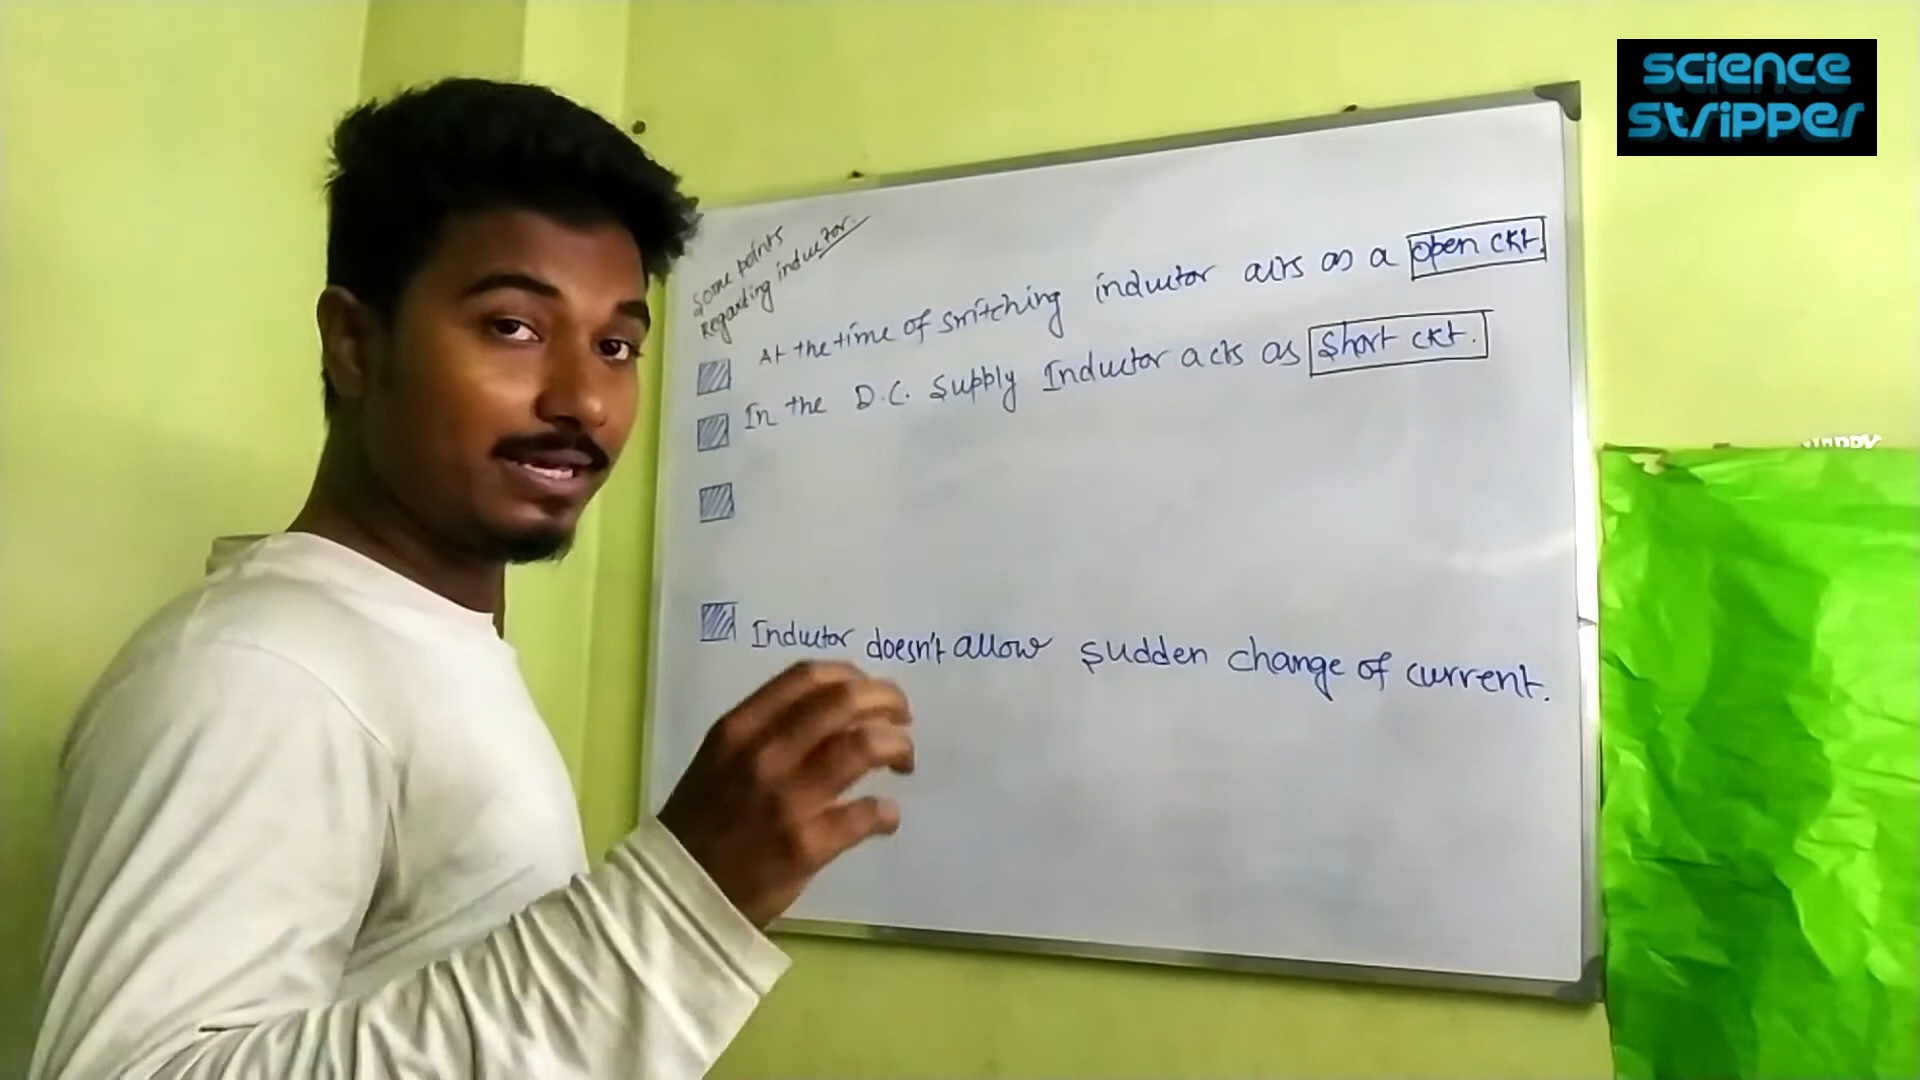 SCIENCE
STRIPPER
Some points
Regarding inductor.
At the time of switching inductor acts as a open ckt.
In the D.C. Supply Inductor acts as Short ckt.
Inductor doesn't allow sudden change of current.